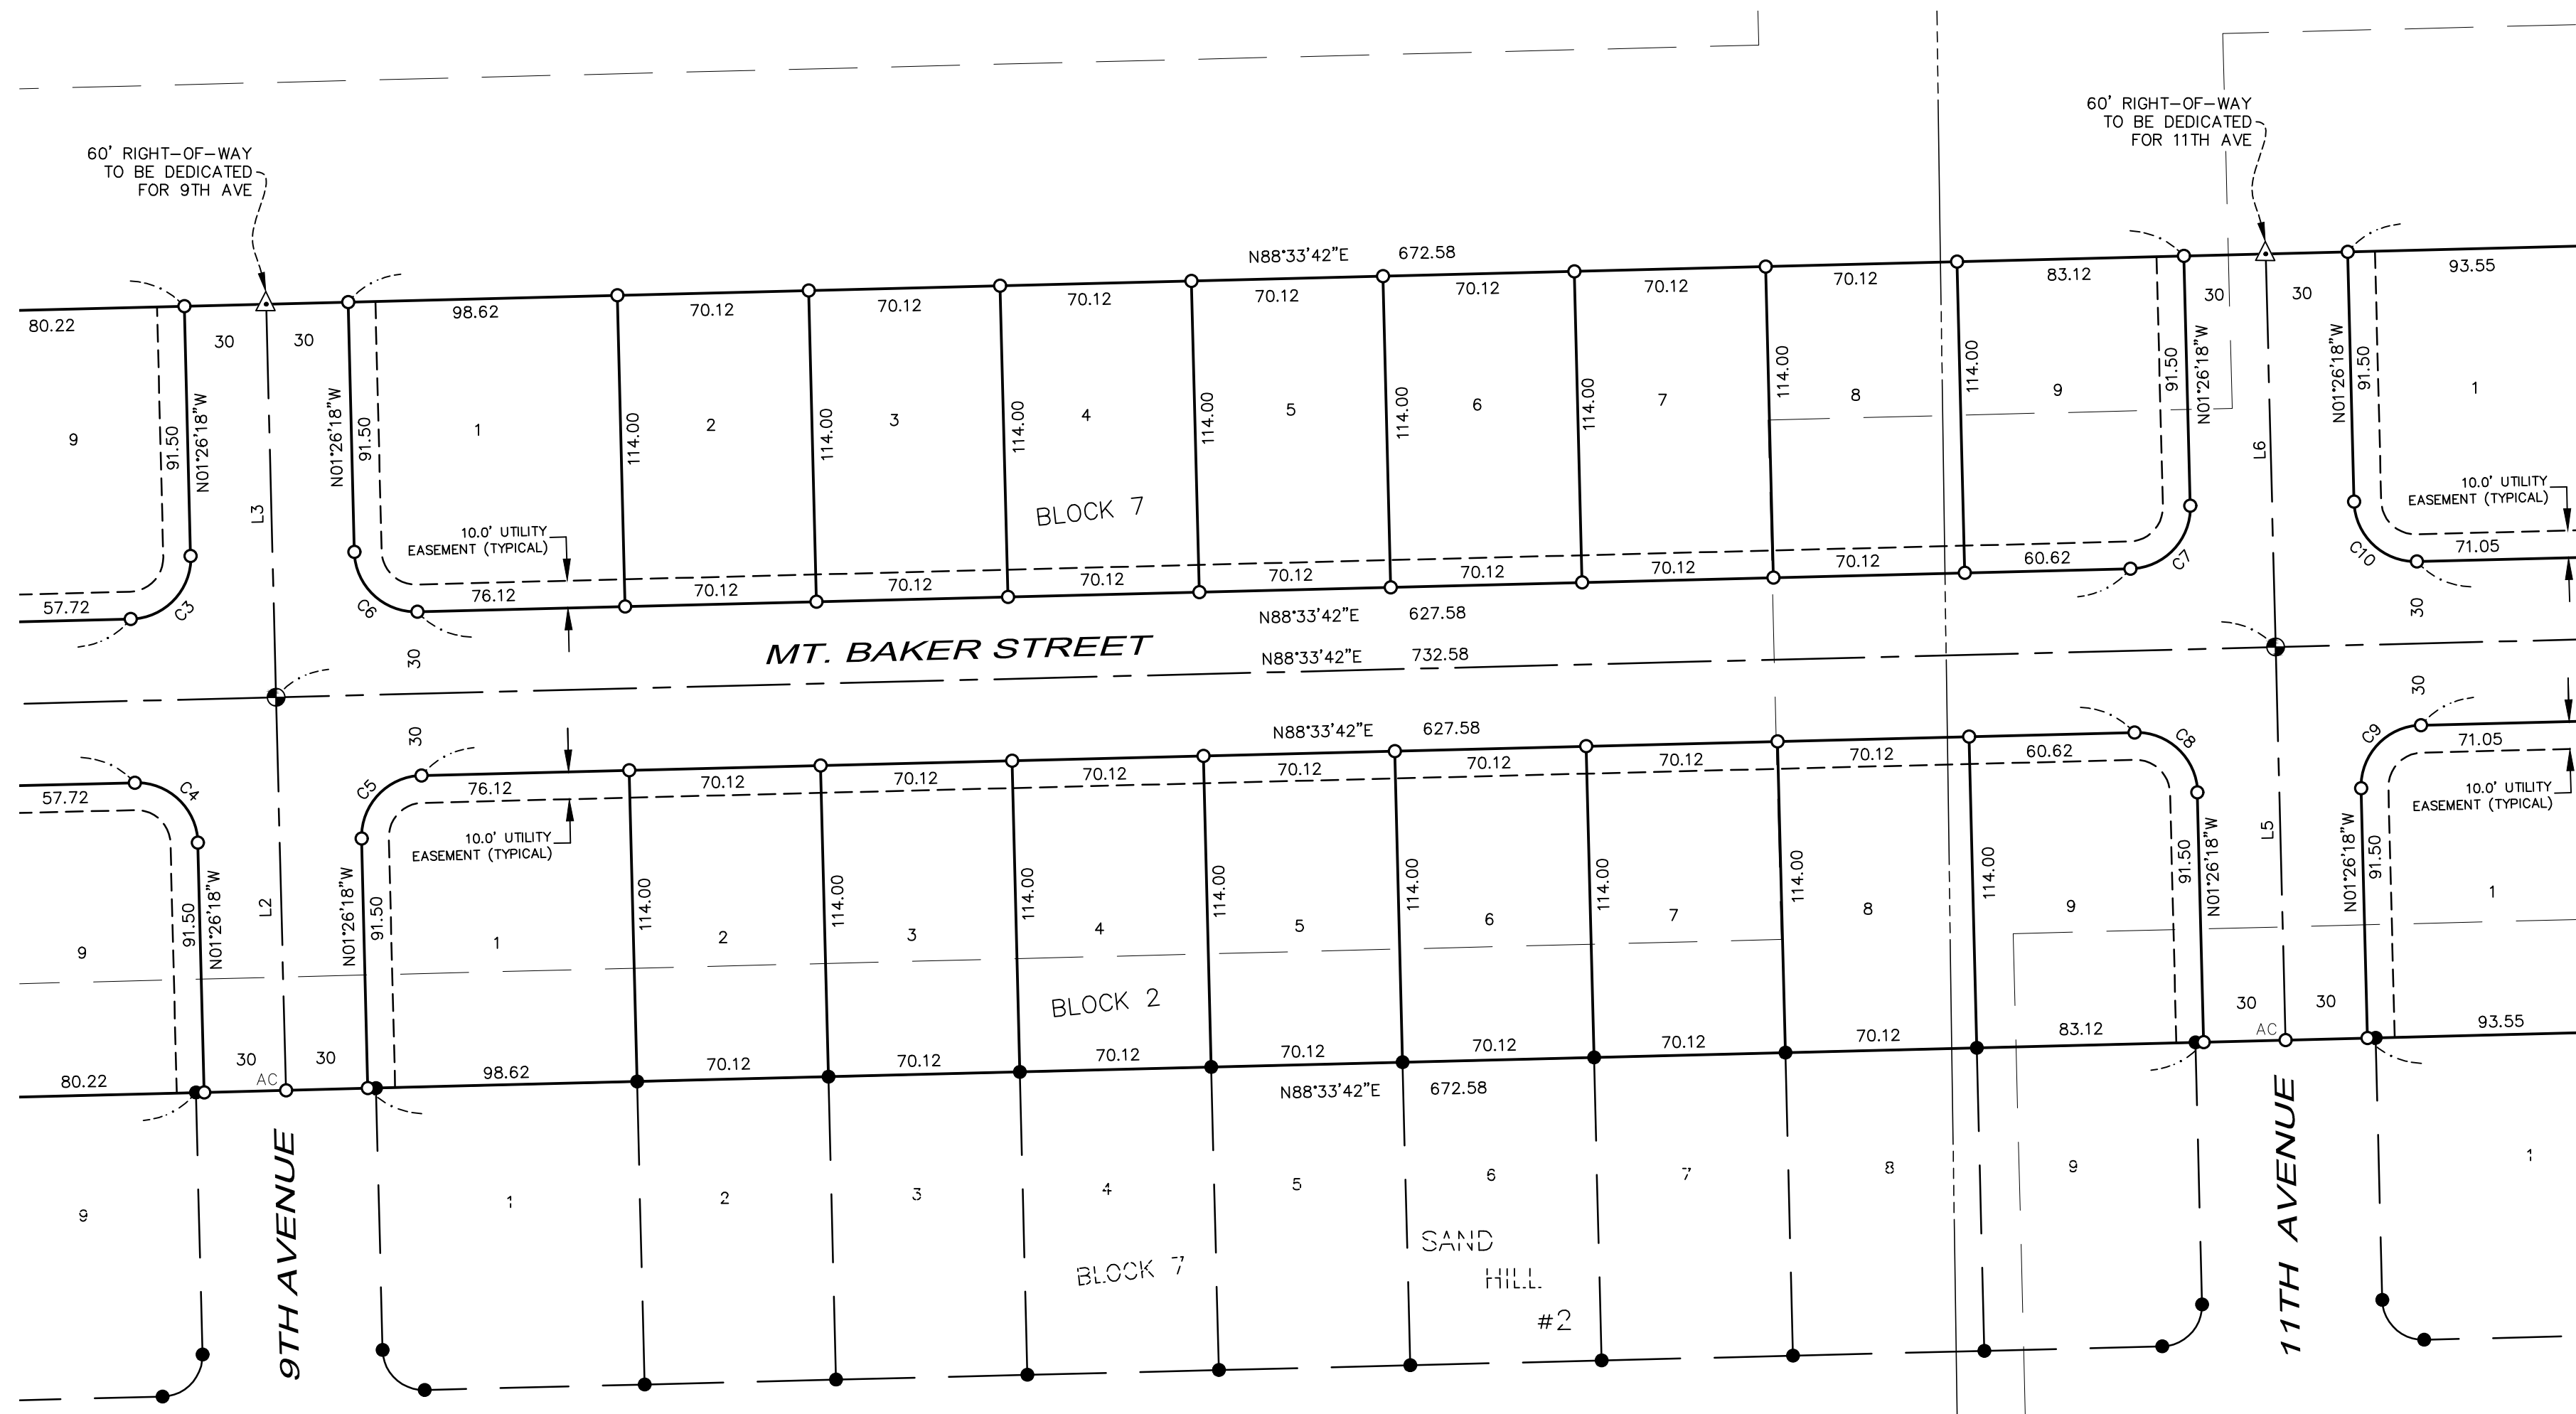 60' RIGHT-OF-WAY
TO BE DEDICATED
FOR 11TH AVE
60' RIGHT-OF-WAY
TO BE DEDICATED
FOR 9TH AVE
N88°33'42"E 672.58
80.22
30
30
98.62
70.12
70.12
70.12
70.12
70.12
70.12
70.12
83.12
30
30
93.55
9
91.50
N01°26'18"W
L3
N01°26'18"W
91.50
1
114.00
2
114.00
3
114.00
4
114.00
5
114.00
6
114.00
7
114.00
8
114.00
9
91.50
N01°26'18"W
L6
N01°26'18"W
91.50
1
BLOCK 7
10.0' UTILITY
EASEMENT (TYPICAL)
10.0' UTILITY
EASEMENT (TYPICAL)
57.72
C3
C6
76.12
70.12
70.12
70.12
70.12
70.12
70.12
70.12
60.62
C7
C10
71.05
N88°33'42"E 627.58
30
30
MT. BAKER STREET
N88°33'42"E 732.58
30
30
N88°33'42"E 627.58
57.72
C4
C5
76.12
70.12
70.12
70.12
70.12
70.12
70.12
70.12
60.62
C8
C9
71.05
10.0' UTILITY
EASEMENT (TYPICAL)
10.0' UTILITY
EASEMENT (TYPICAL)
9
91.50
N01°26'18"W
L2
N01°26'18"W
91.50
1
114.00
2
114.00
3
114.00
4
114.00
5
114.00
6
114.00
7
114.00
8
114.00
9
91.50
N01°26'18"W
L5
N01°26'18"W
91.50
1
BLOCK 2
80.22
30
AC
30
98.62
70.12
70.12
70.12
70.12
70.12
70.12
70.12
83.12
30
AC
30
93.55
N88°33'42"E 672.58
9TH AVENUE
11TH AVENUE
9
1
2
3
4
5
6
7
8
9
1
BLOCK 7
SAND
HILL
#2